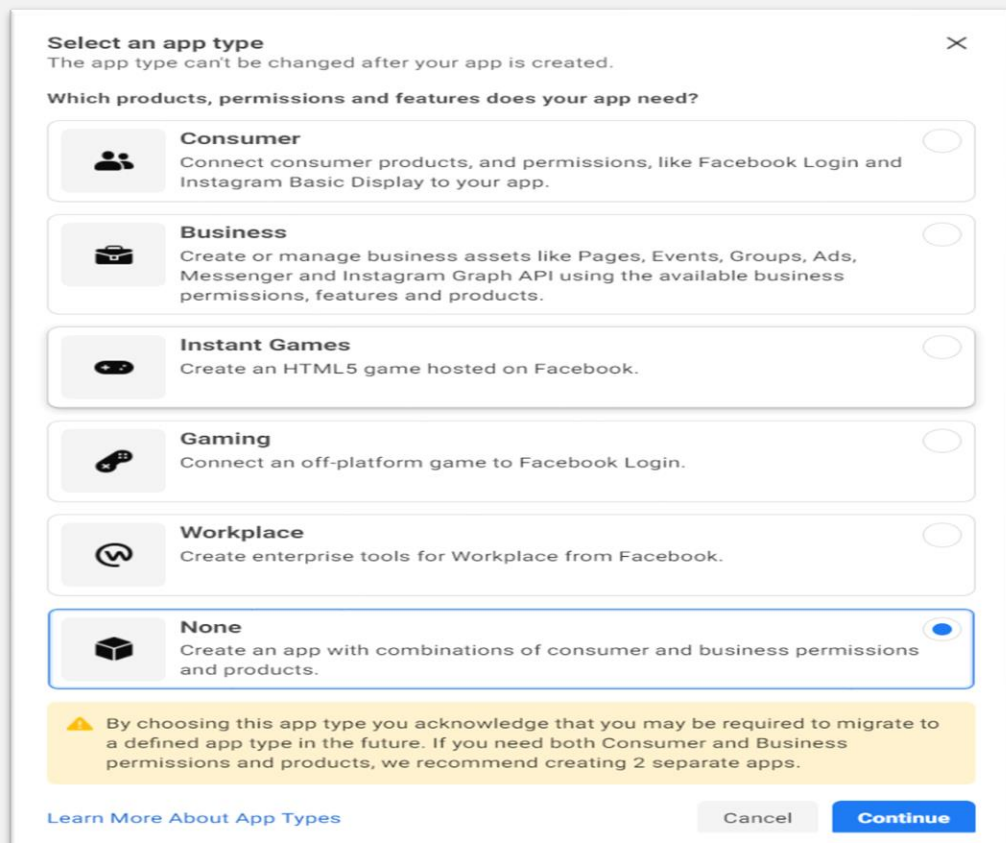 Select an app type
The app type can't be changed after your app is created.
Which products, permissions and features does your app need?
Consumer
Connect consumer products, and permissions, like Facebook Login and
Instagram Basic Display to your app.
Business
Create or manage business assets like Pages, Events, Groups, Ads,
Messenger and Instagram Graph API using the available business
permissions, features and products.
Instant Games
Create an HTML5 game hosted on Facebook.
Gaming
Connect an off-platform game to Facebook Login.
Workplace
Create enterprise tools for Workplace from Facebook.
None
Create an app with combinations of consumer and business permissions
and products.
By choosing this app type you acknowledge that you may be required to migrate to
a defined app type in the future. If you need both Consumer and Business
permissions and products, we recommend creating 2 separate apps.
Learn More About App Types
Cancel
Continue